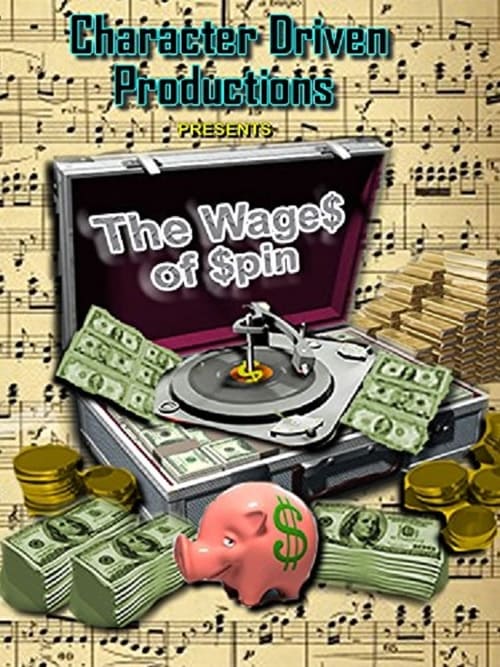 Character Driven
Productions
PRESENTS
The Wage$
of $pin
$